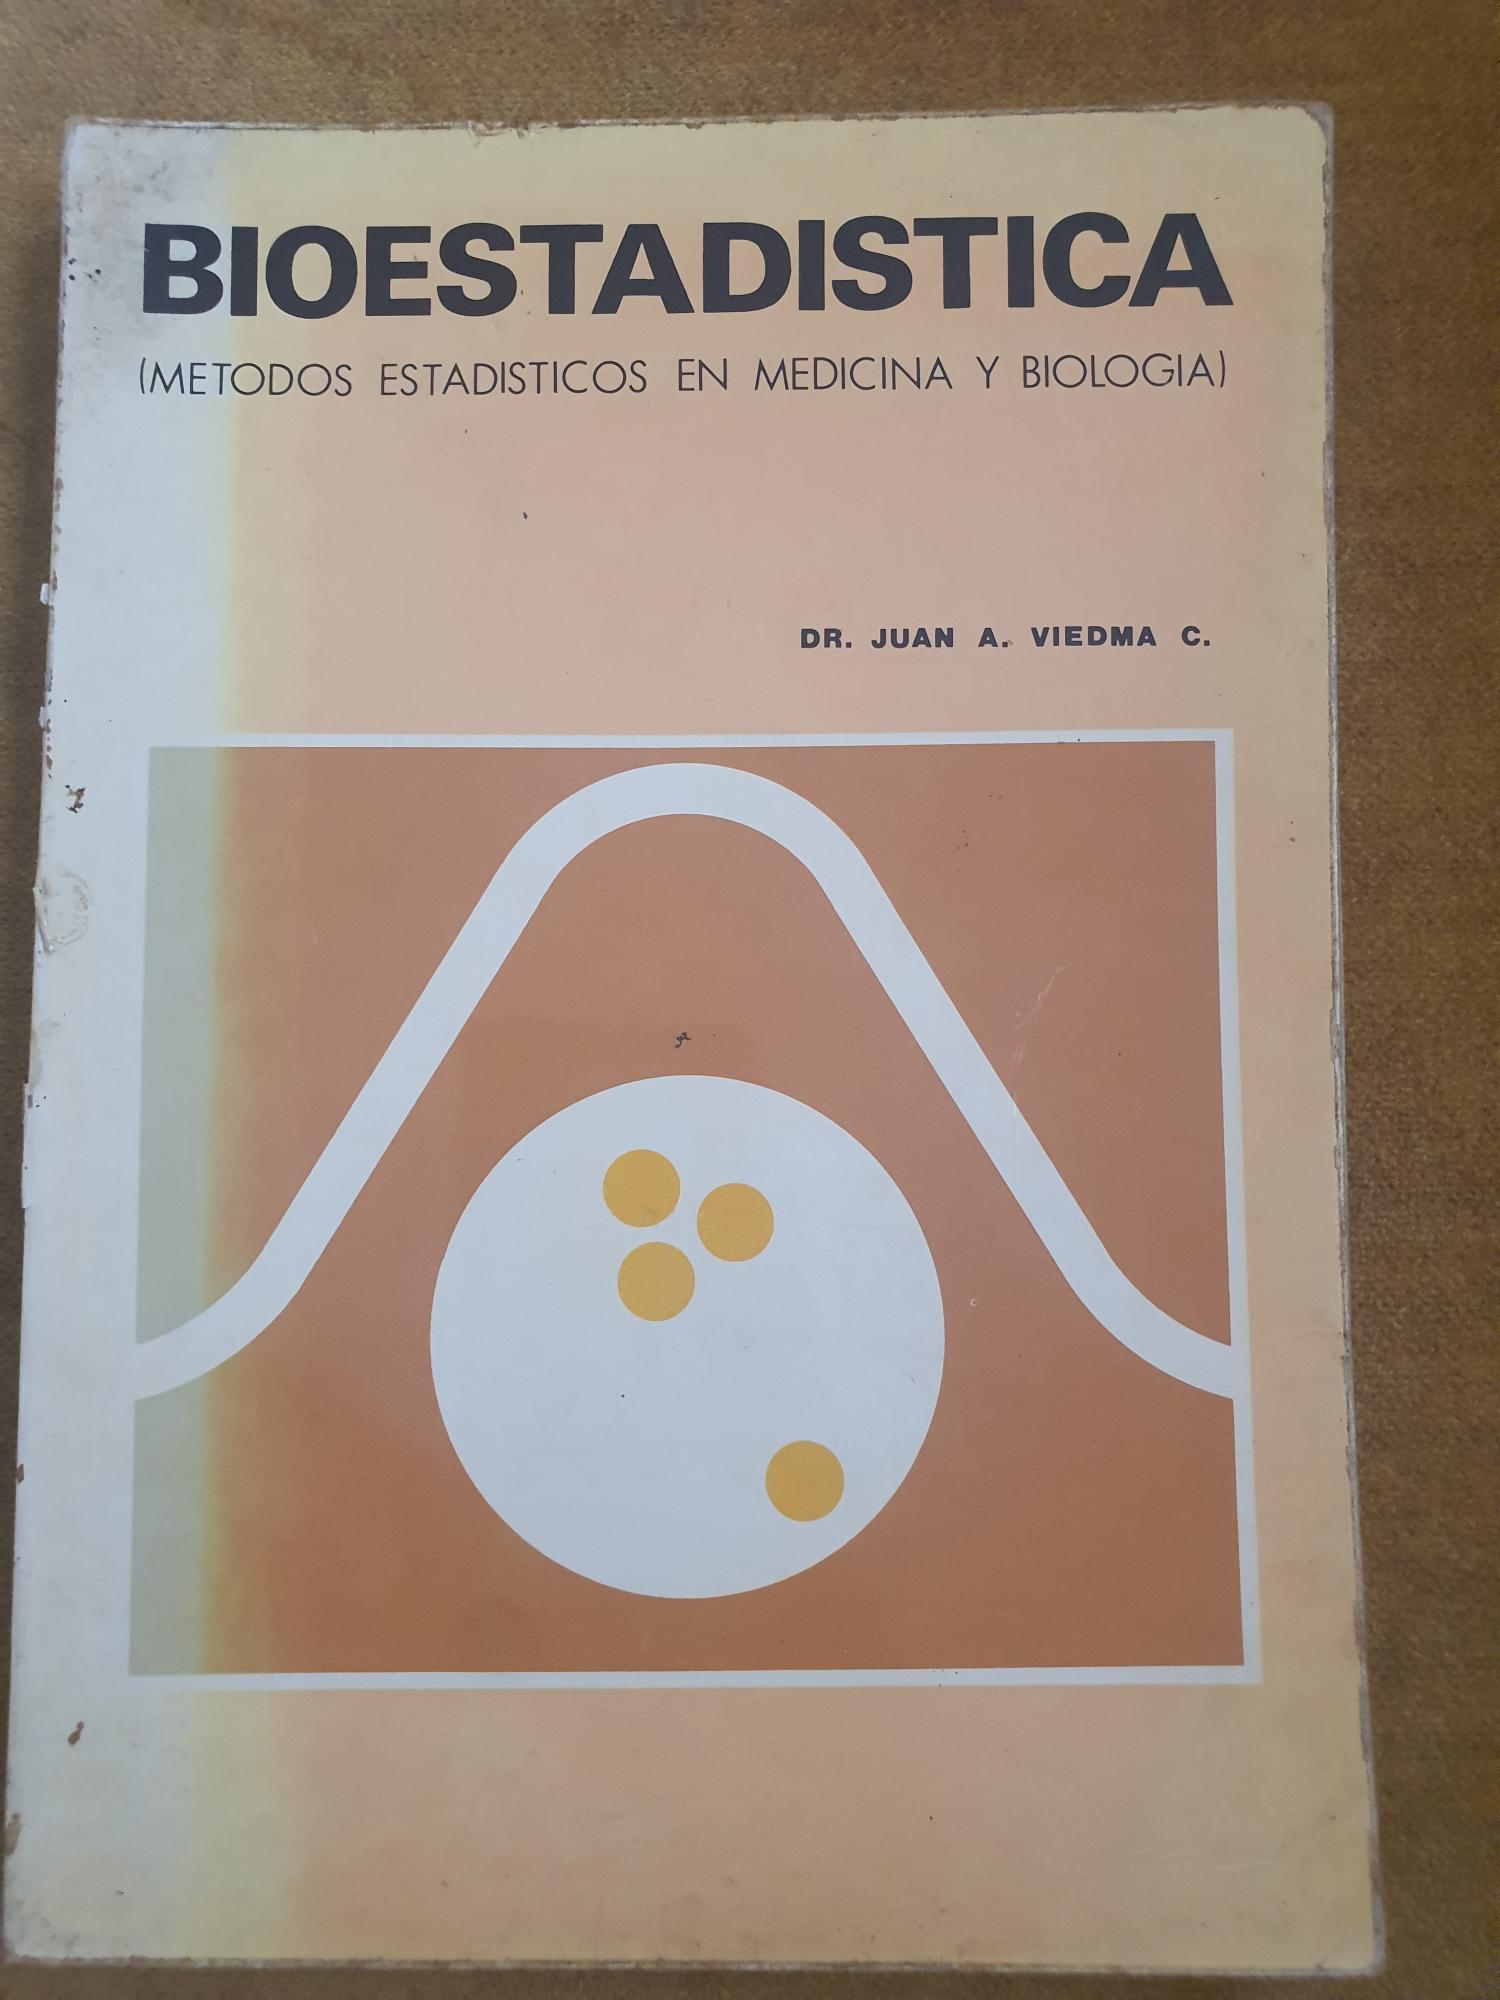 BIOESTADISTICA
(METODOS ESTADISTICOS EN MEDICINA Y BIOLOGIA)
DR. JUAN A. VIEDMA C.